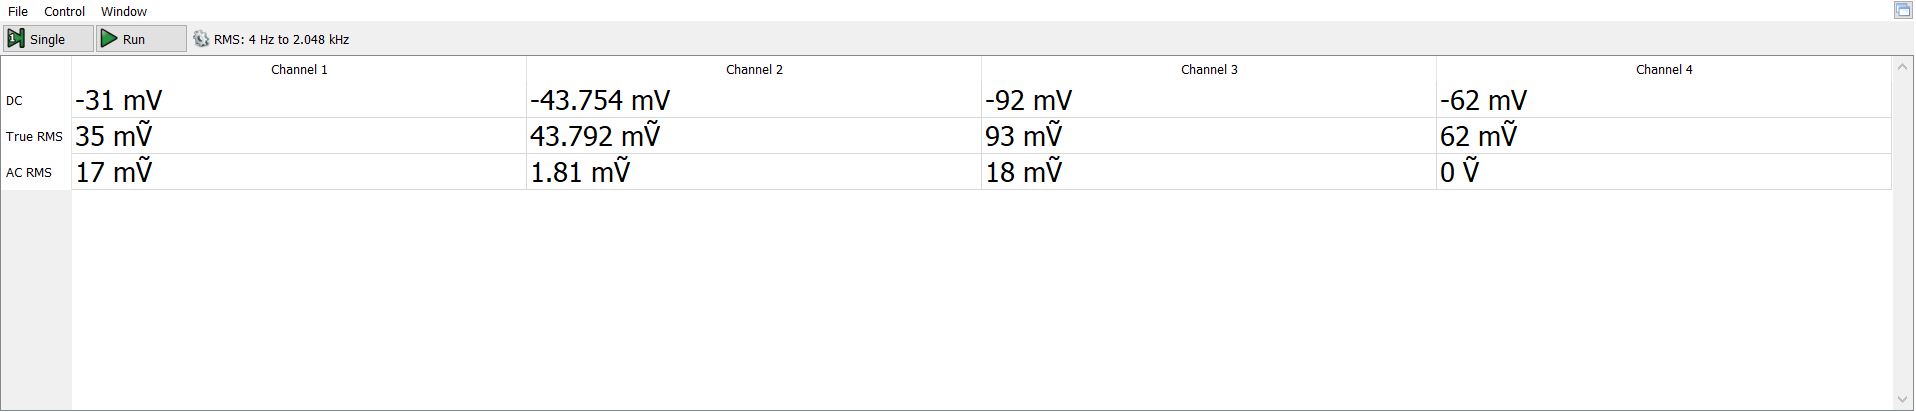 File Control Window
Single Run RMS: 4 Hz to 2.048 kHz
Channel 1 Channel 2 Channel 3 Channel 4
DC -31 mV -43.754 mV -92 mV -62 mV
True RMS 35 mṼ 43.792 mṼ 93 mṼ 62 mṼ
AC RMS 17 mṼ 1.81 mṼ 18 mṼ 0 Ṽ